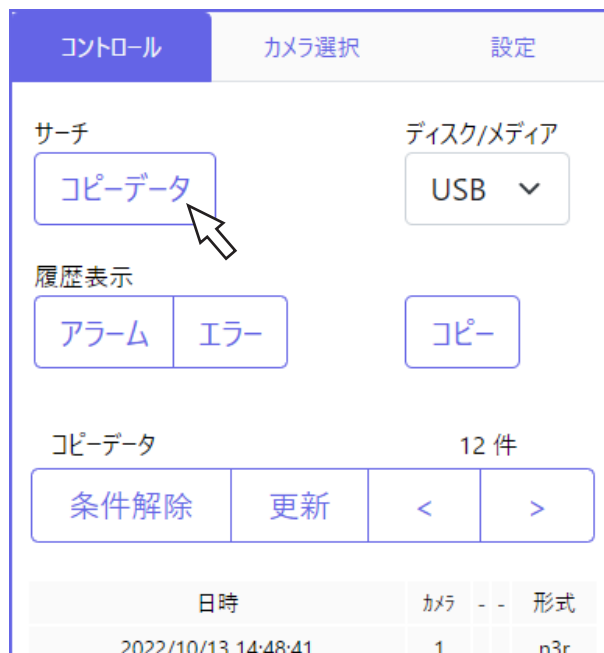 コントロール カメラ選択 設定
サーチ ディスク/メディア
コピーデータ USB
履歴表示
アラーム エラー コピー
コピーデータ 12 件
条件解除 更新 < >
日時 カメラ - - 形式
2022/10/13 14:48:41 1 n3r